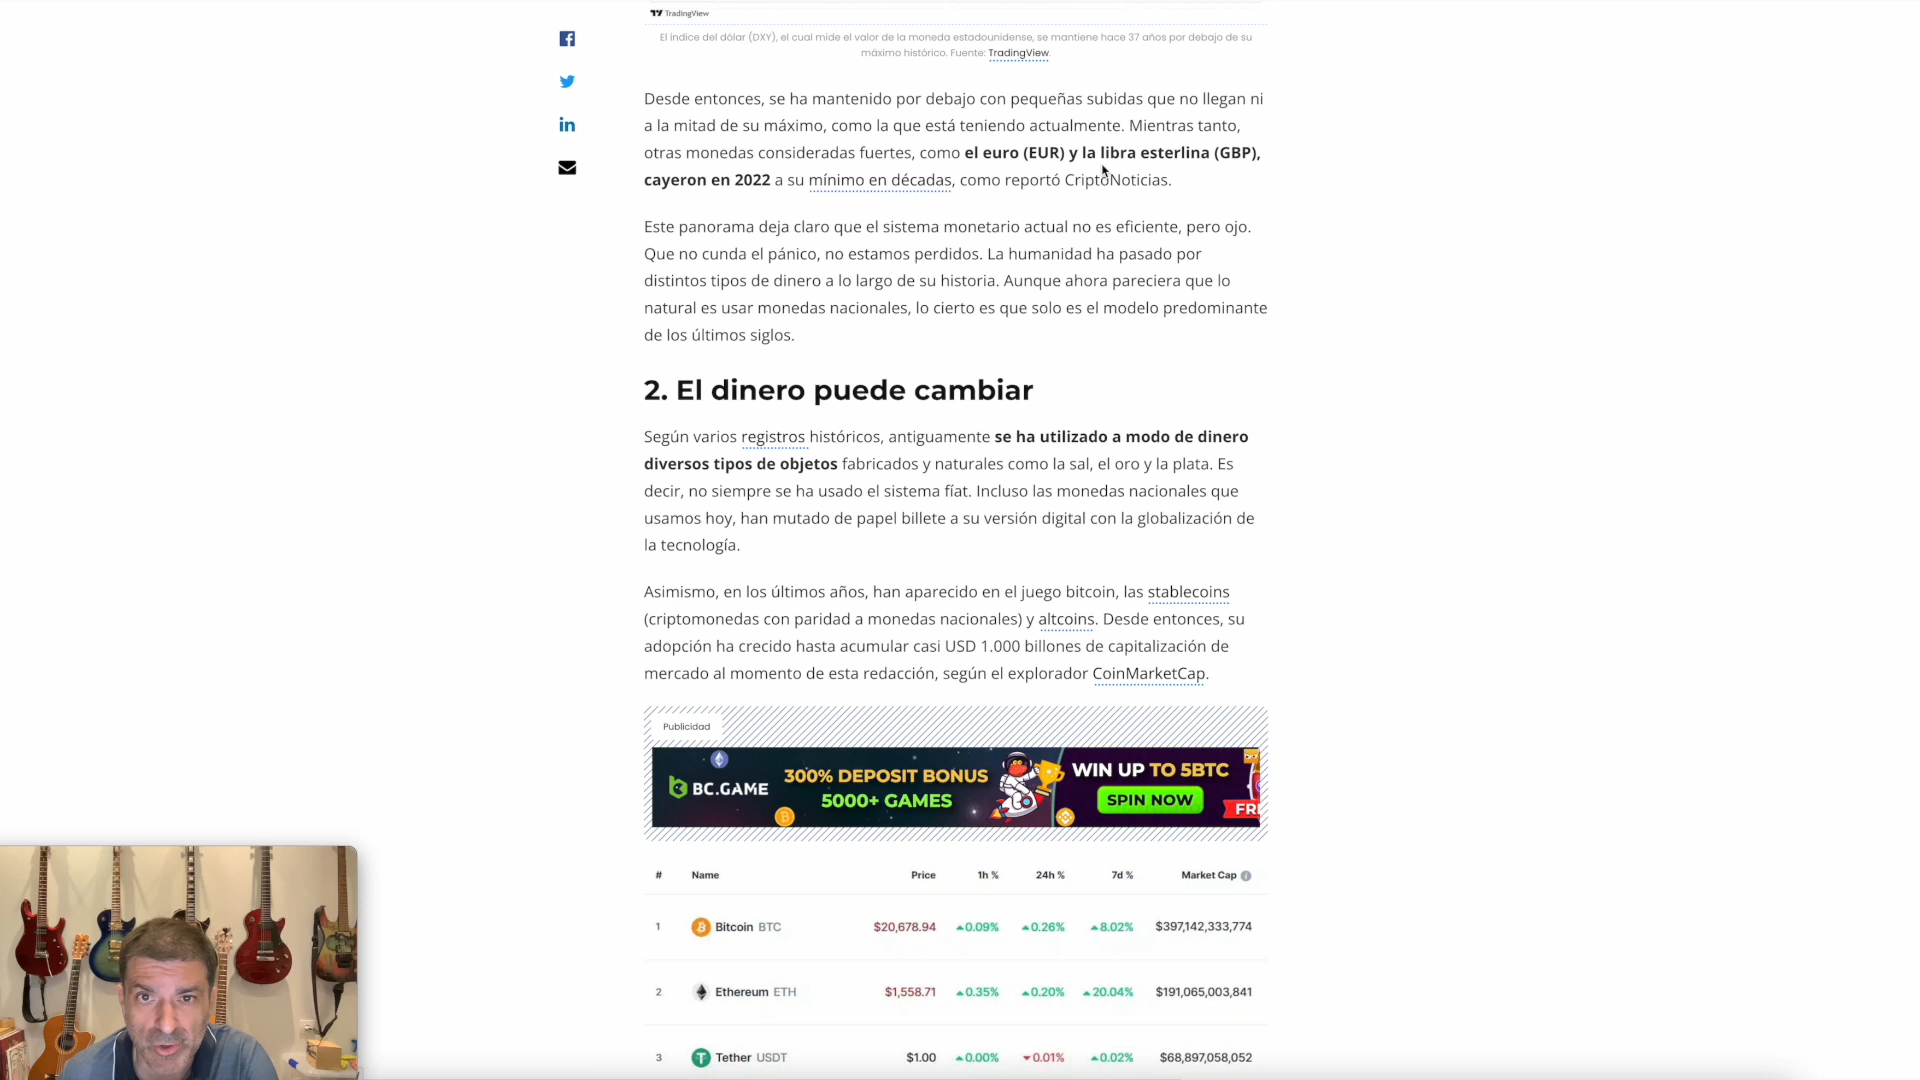 TradingView
El índice del dólar (DXY), el cual mide el valor de la moneda estadounidense, se mantiene hace 37 años por debajo de su
máximo histórico. Fuente: TradingView.
Desde entonces, se ha mantenido por debajo con pequeñas subidas que no llegan ni
a la mitad de su máximo, como la que está teniendo actualmente. Mientras tanto,
otras monedas consideradas fuertes, como el euro (EUR) y la libra esterlina (GBP),
cayeron en 2022 a su mínimo en décadas, como reportó CriptoNoticias.
Este panorama deja claro que el sistema monetario actual no es eficiente, pero ojo.
Que no cunda el pánico, no estamos perdidos. La humanidad ha pasado por
distintos tipos de dinero a lo largo de su historia. Aunque ahora pareciera que lo
natural es usar monedas nacionales, lo cierto es que solo es el modelo predominante
de los últimos siglos.
2. El dinero puede cambiar
Según varios registros históricos, antiguamente se ha utilizado a modo de dinero
diversos tipos de objetos fabricados y naturales como la sal, el oro y la plata. Es
decir, no siempre se ha usado el sistema fíat. Incluso las monedas nacionales que
usamos hoy, han mutado de papel billete a su versión digital con la globalización de
la tecnología.
Asimismo, en los últimos años, han aparecido en el juego bitcoin, las stablecoins
(criptomonedas con paridad a monedas nacionales) y altcoins. Desde entonces, su
adopción ha crecido hasta acumular casi USD 1.000 billones de capitalización de
mercado al momento de esta redacción, según el explorador CoinMarketCap.
Publicidad
BC.GAME 300% DEPOSIT BONUS WIN UP TO 5BTC
5000+ GAMES SPIN NOW FR
# Name Price 1h % 24h % 7d % Market Cap
1 Bitcoin BTC $20,678.94 0.09% 0.26% 8.02% $397,142,333,774
2 Ethereum ETH $1,558.71 0.35% 0.20% 20.04% $191,065,003,841
3 Tether USDT $1.00 0.00% 0.01% 0.02% $68,897,058,052